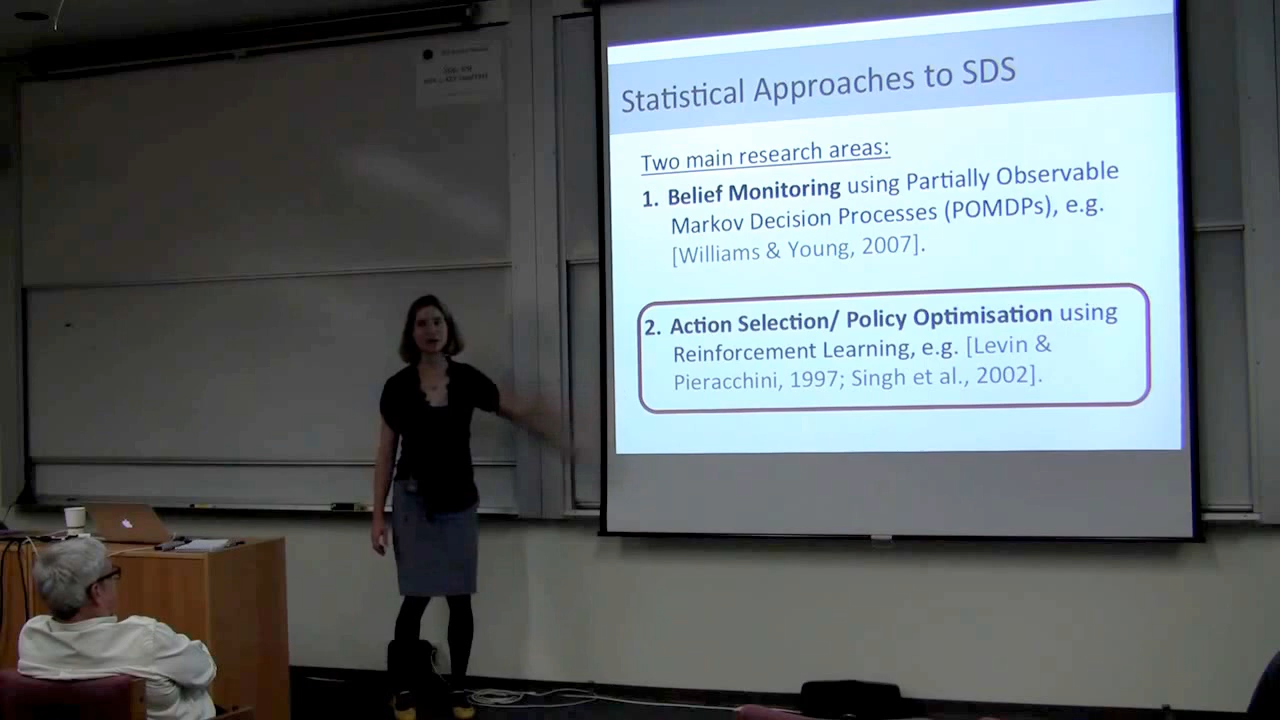 Statistical Approaches to SDS
Two main research areas:
1. Belief Monitoring using Partially Observable
Markov Decision Processes (POMDPs), e.g.
[Williams & Young, 2007].
2. Action Selection/ Policy Optimisation using
Reinforcement Learning, e.g. [Levin &
Pieracchini, 1997; Singh et al., 2002].